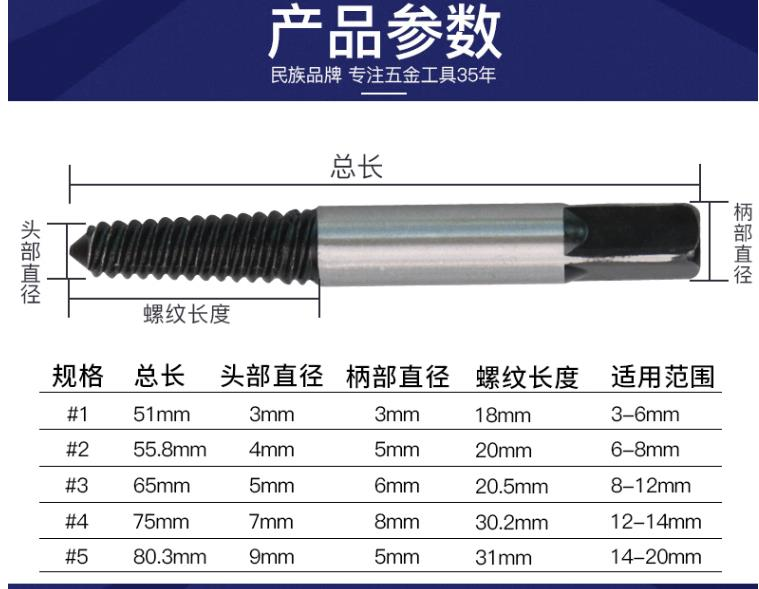 产品参数
民族品牌 专注五金工具35年
总长
头部直径
柄部直径
螺纹长度
规格 总长 头部直径 柄部直径 螺纹长度 适用范围
#1 51mm 3mm 3mm 18mm 3-6mm
#2 55.8mm 4mm 5mm 20mm 6-8mm
#3 65mm 5mm 6mm 20.5mm 8-12mm
#4 75mm 7mm 8mm 30.2mm 12-14mm
#5 80.3mm 9mm 5mm 31mm 14-20mm